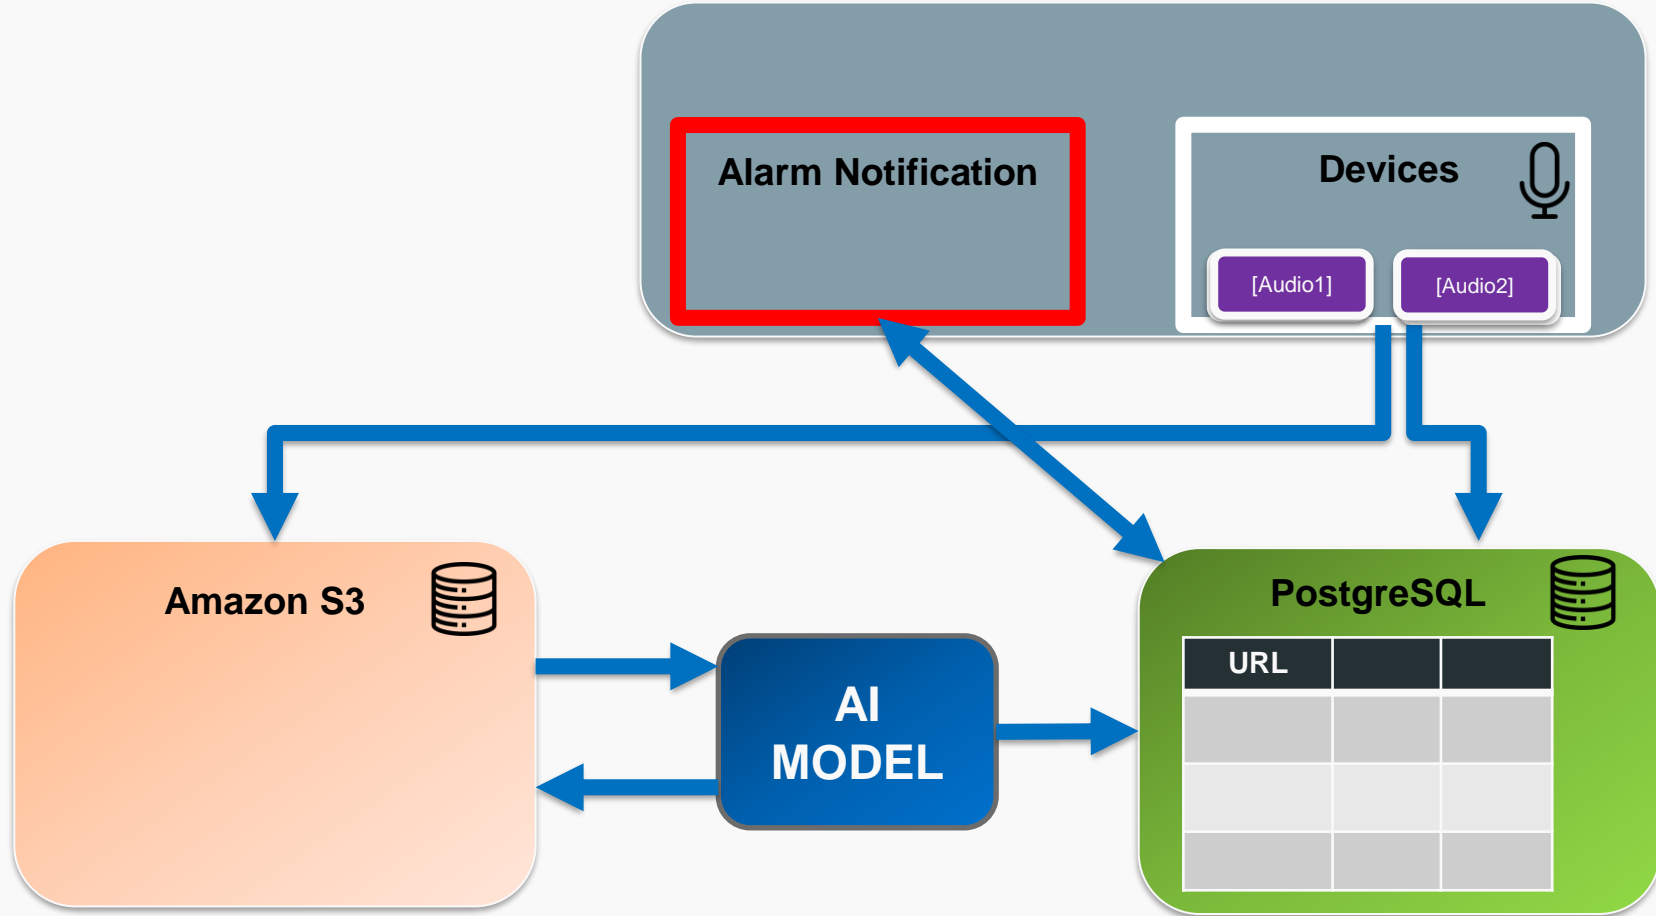 Alarm Notification
Devices
[Audio1]
[Audio2]
Amazon S3
PostgreSQL
URL
AI
MODEL